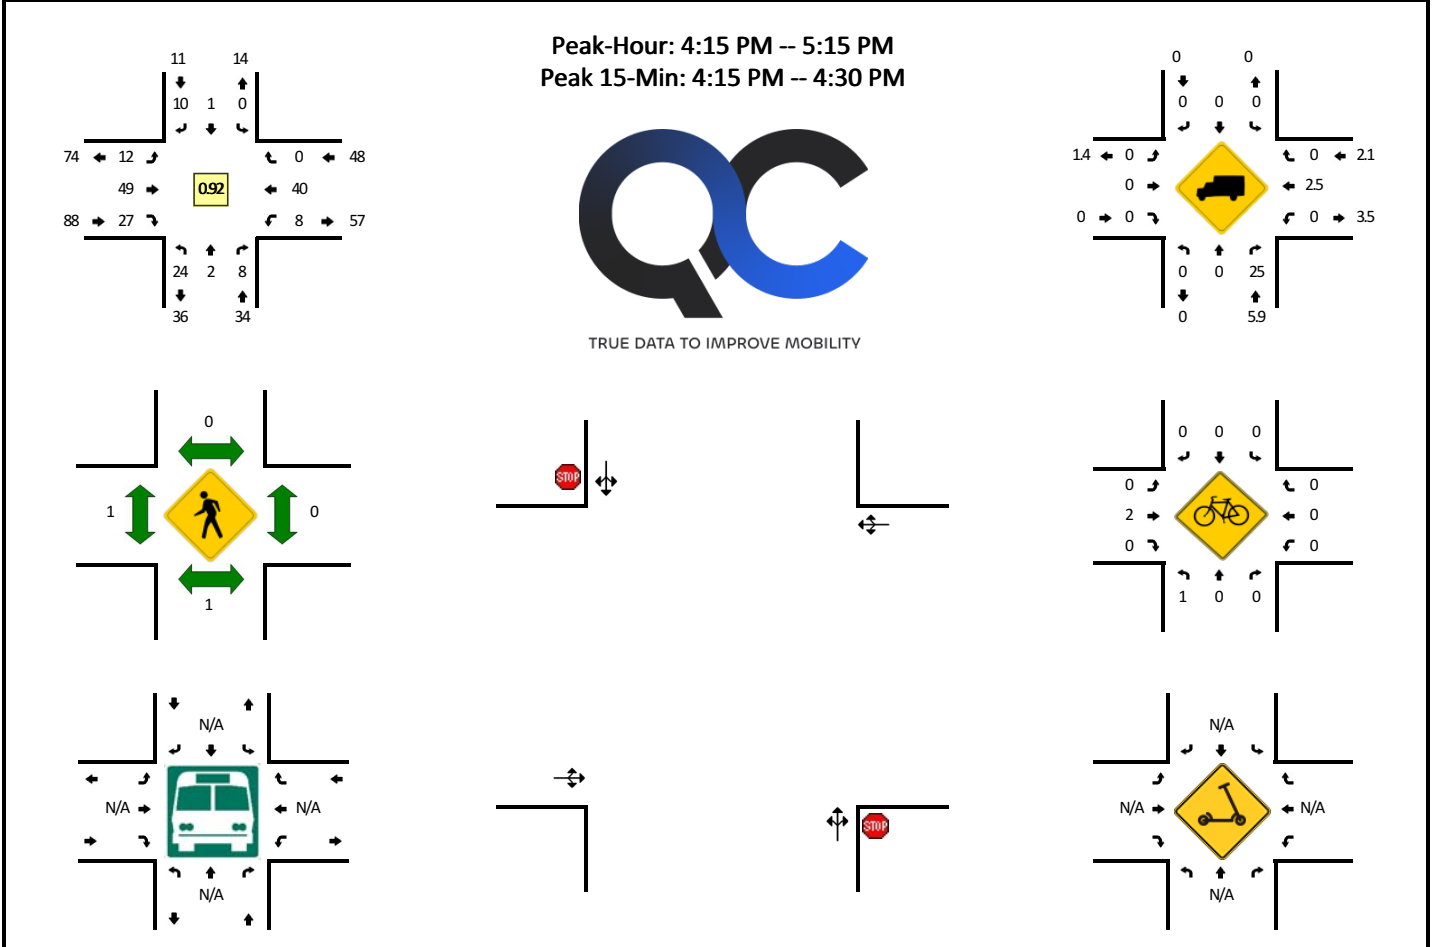 Peak-Hour: 4:15 PM -- 5:15 PM
Peak 15-Min: 4:15 PM -- 4:30 PM
11 14
10 1 0
74 12 0 48
49 0.92 40
88 27 8 57
24 2 8
36 34
TRUE DATA TO IMPROVE MOBILITY
0 0
0 0 0
1.4 0 0 2.1
0 2.5
0 0 0 3.5
0 0 25
0 5.9
0
1 0
1
STOP
STOP
0 0 0
0 0
2 0
0 0
1 0 0
N/A
N/A N/A
N/A
N/A
N/A N/A
N/A